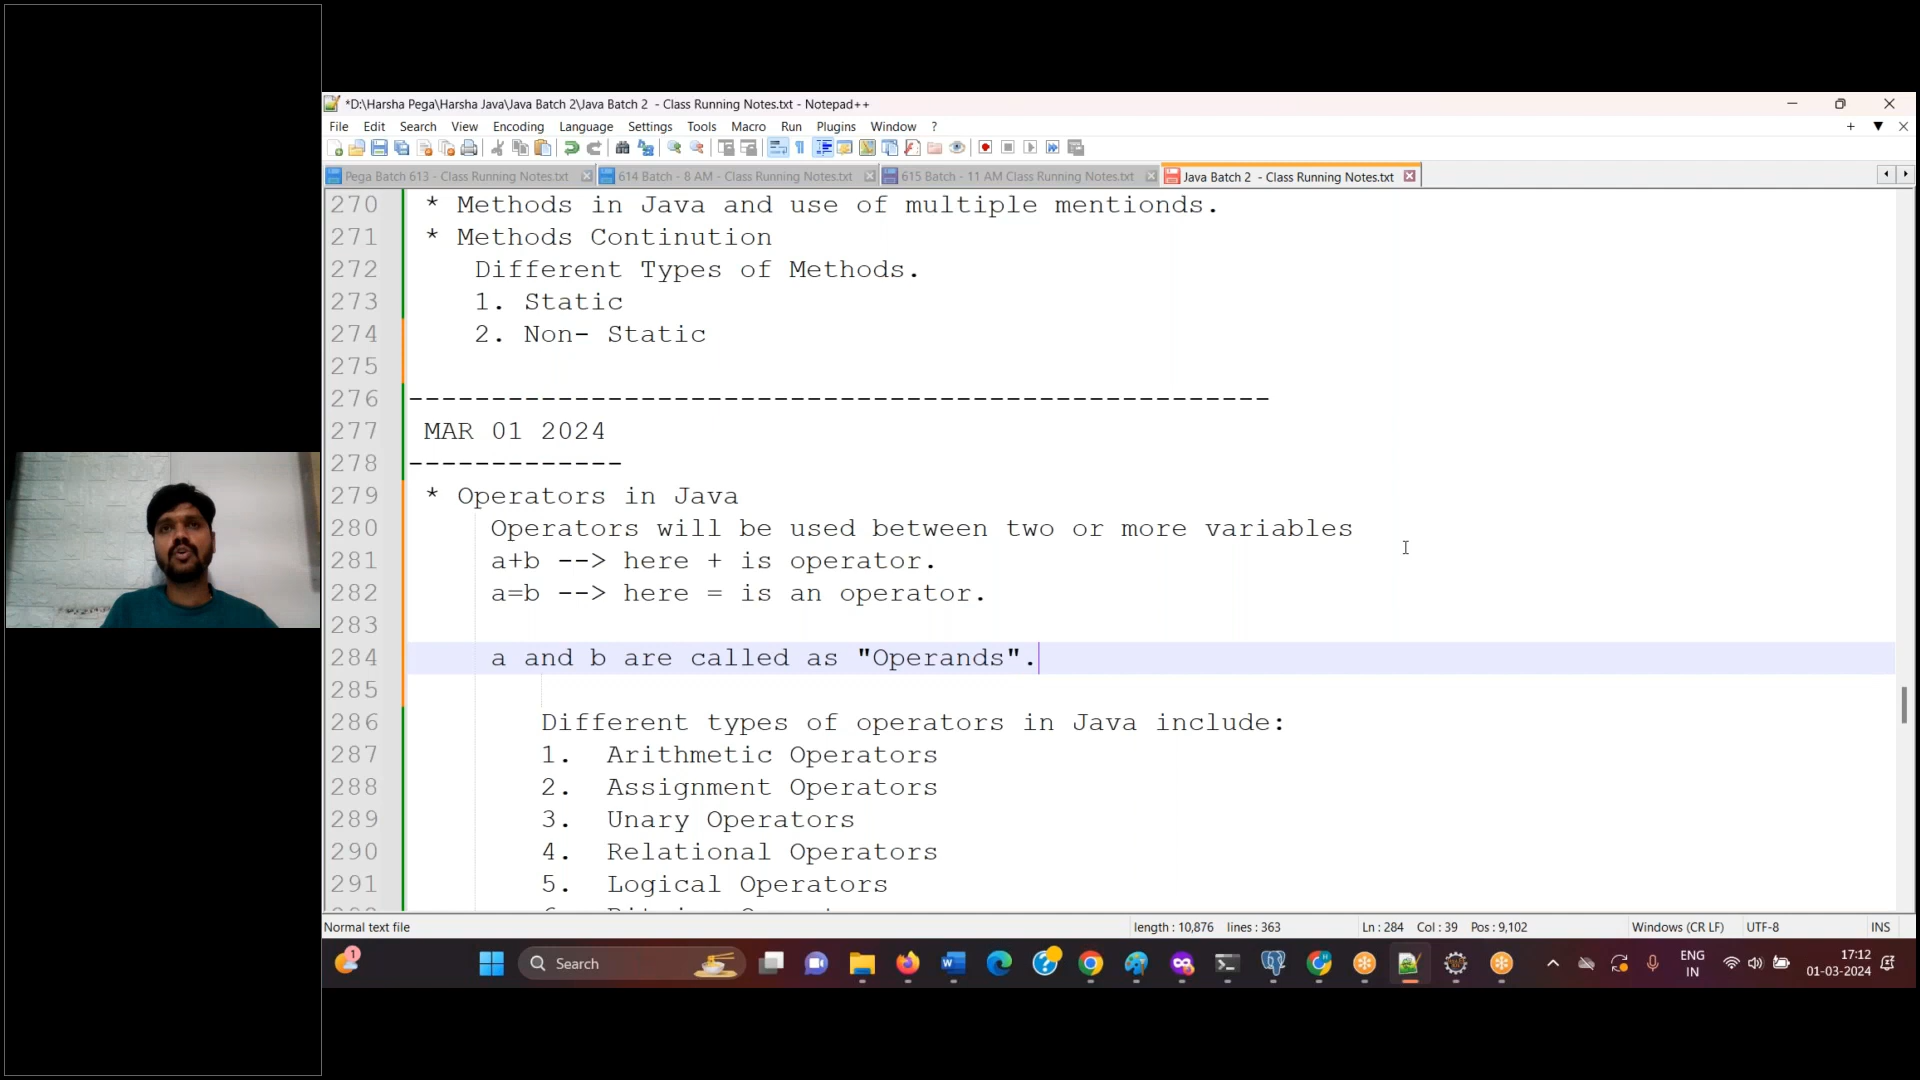 *D:\Harsha Pega\Harsha Java\Java Batch 2\Java Batch 2 - Class Running Notes.txt - Notepad++
File Edit Search View Encoding Language Settings Tools Macro Run Plugins Window ?
Pega Batch 613 - Class Running Notes.txt 614 Batch - 8 AM - Class Running Notes.txt 615 Batch - 11 AM Class Running Notes.txt Java Batch 2 - Class Running Notes.txt
270 * Methods in Java and use of multiple mentionds.
271 * Methods Continution
272 Different Types of Methods.
273 1. Static
274 2. Non- Static
275
276 ----------------------------------------------------
277 MAR 01 2024
278 -------------
279 * Operators in Java
280 Operators will be used between two or more variables
281 a+b --> here + is operator.
282 a=b --> here = is an operator.
283
284 a and b are called as "Operands".
285
286 Different types of operators in Java include:
287 1. Arithmetic Operators
288 2. Assignment Operators
289 3. Unary Operators
290 4. Relational Operators
291 5. Logical Operators
Normal text file length : 10,876 lines : 363 Ln : 284 Col : 39 Pos : 9,102 Windows (CR LF) UTF-8 INS
1 Search ENG IN 17:12 01-03-2024